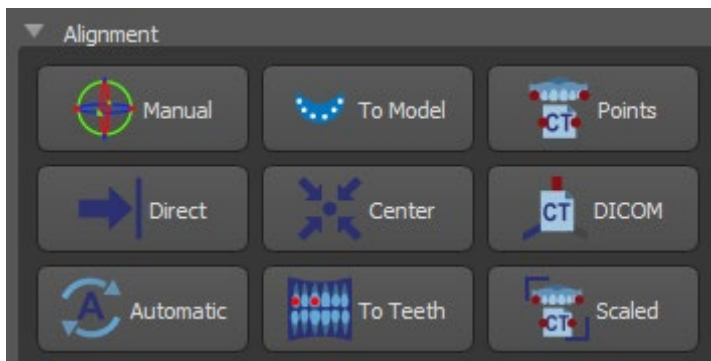 Alignment
Manual
To Model
CT
Points
Direct
Center
CT
DICOM
A
Automatic
To Teeth
CT
Scaled